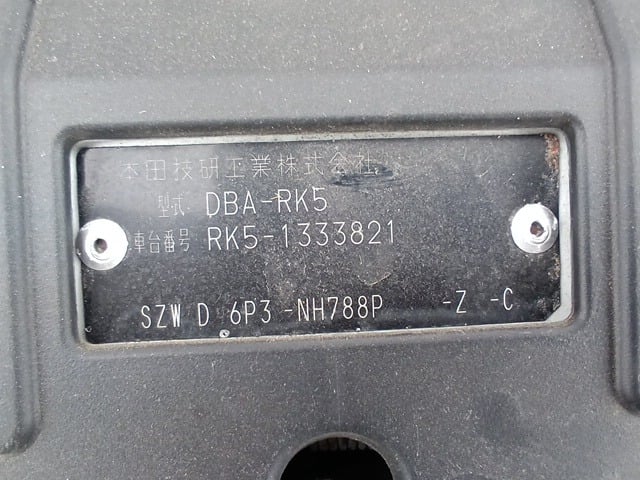 本田技研工業株式会社
型式 DBA-RK5
車台番号 RK5-1333821
SZW D 6P3 -NH788P -Z -C